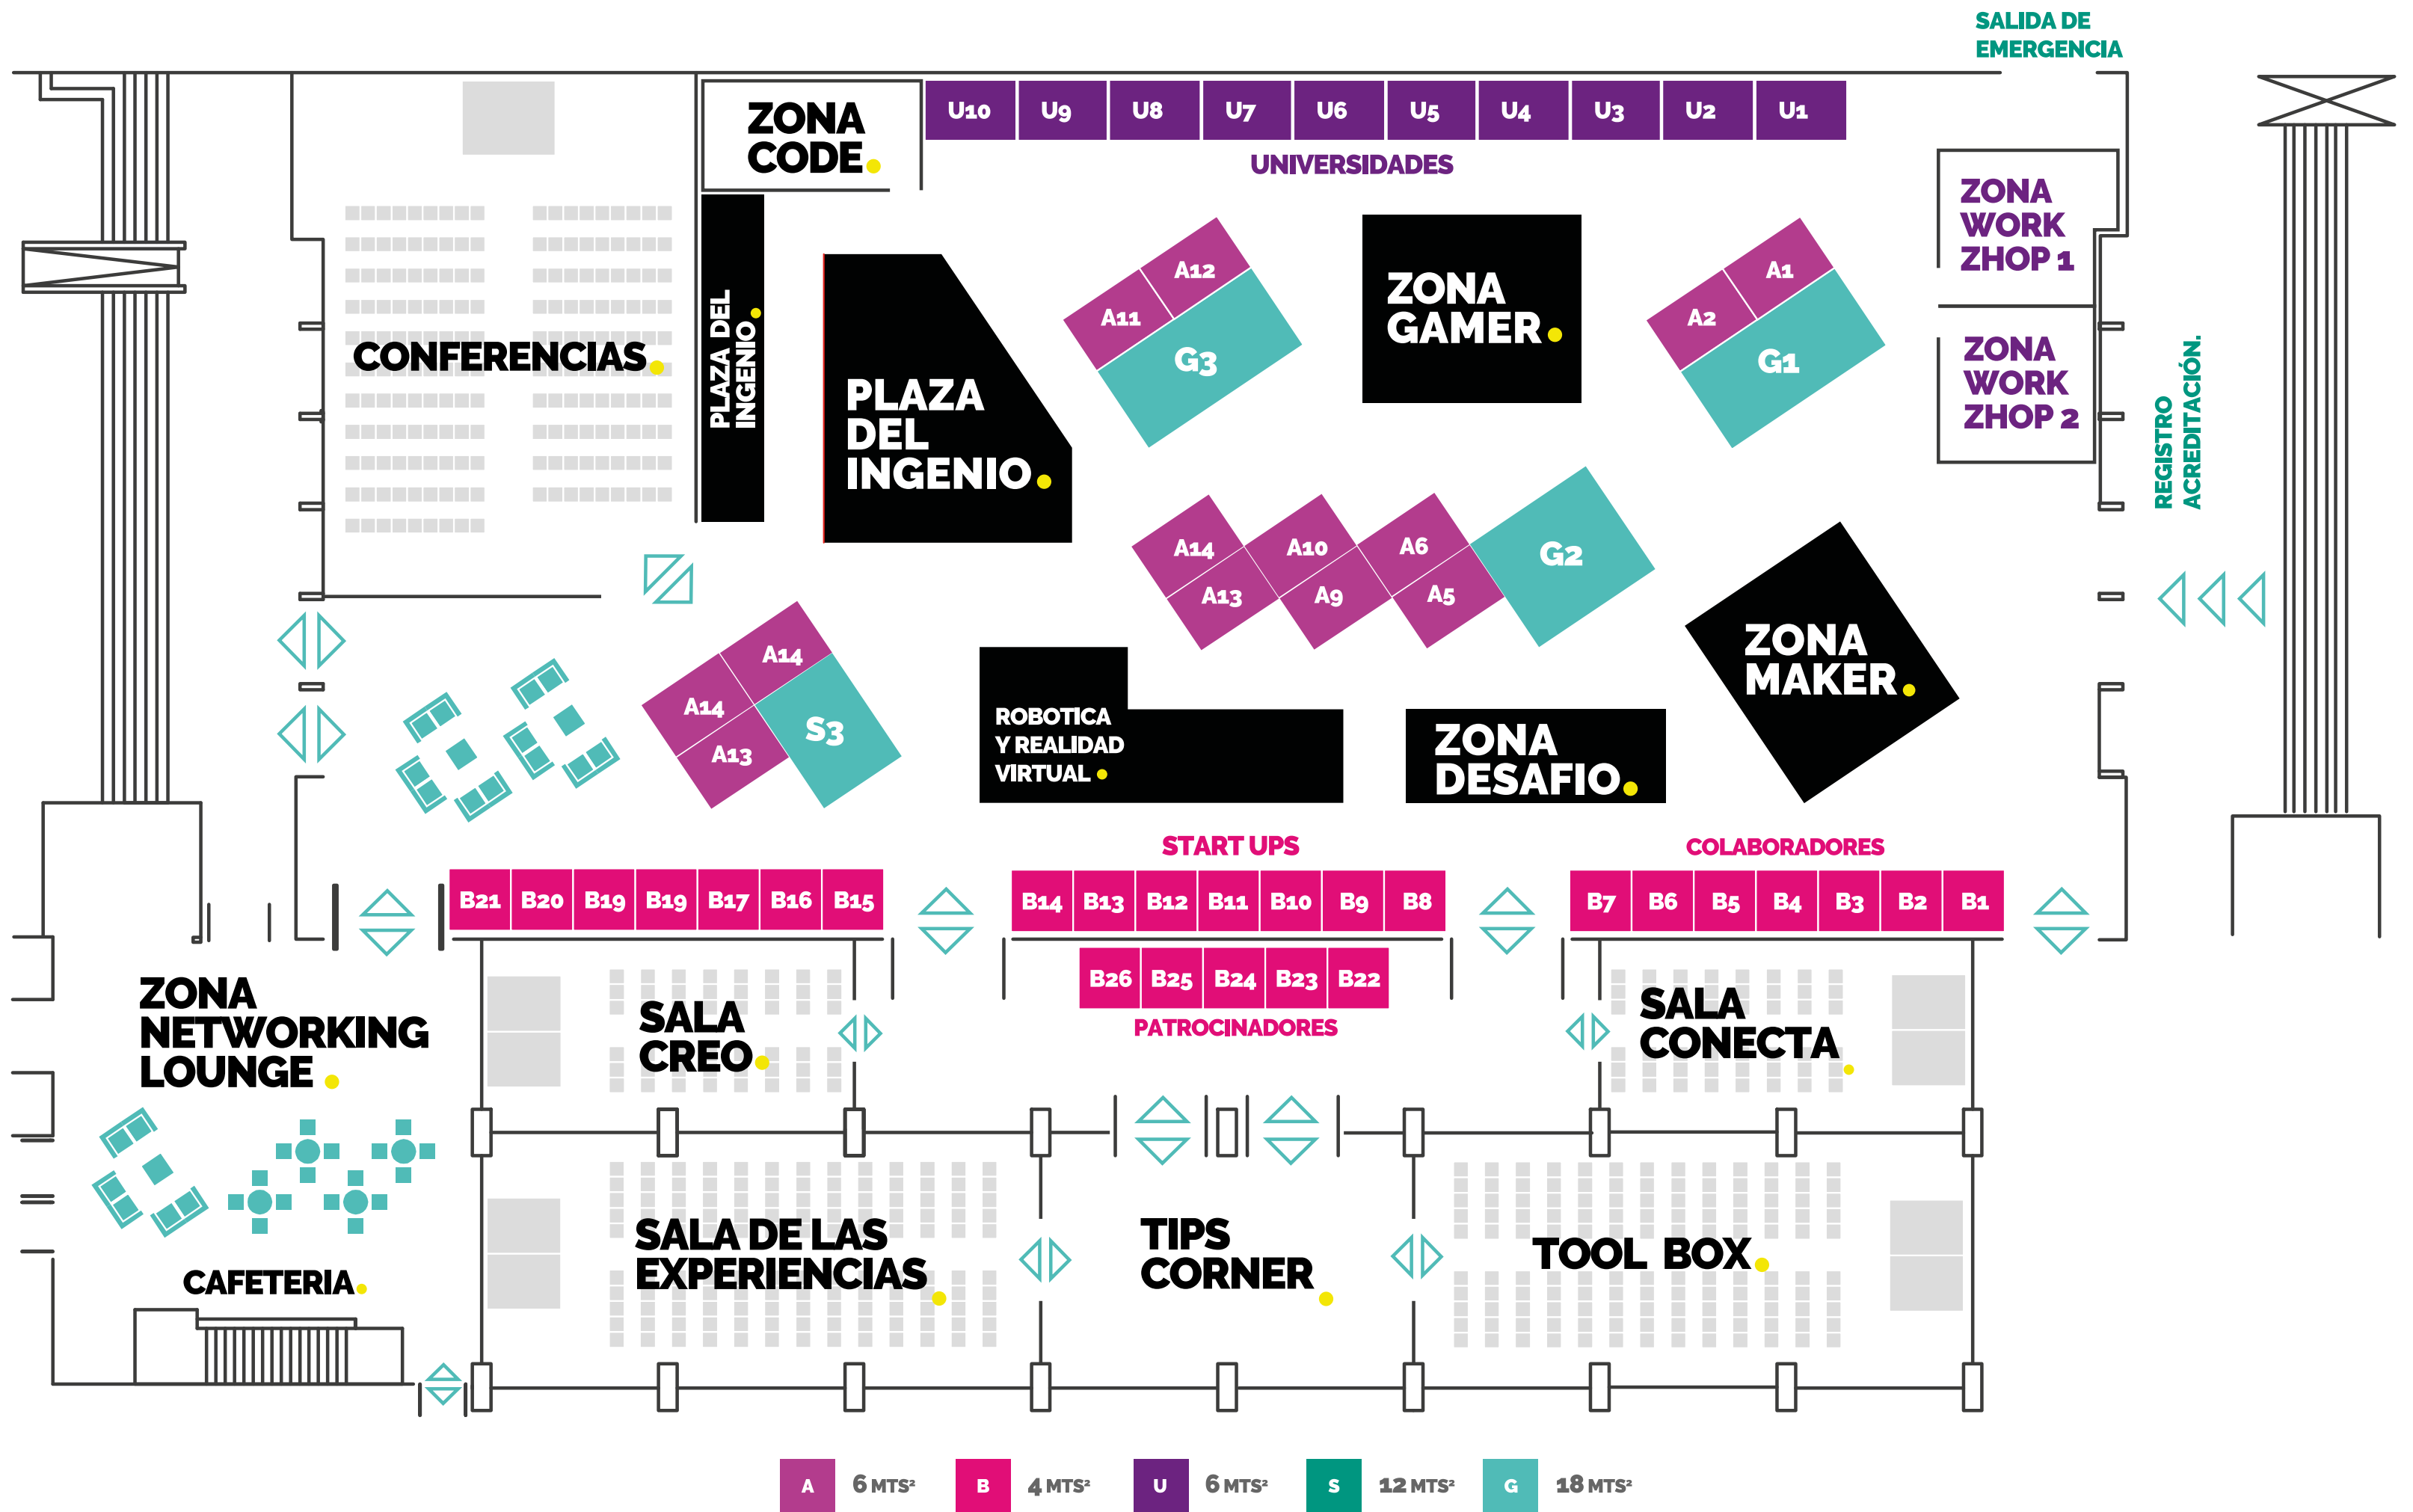 SALIDA DE
EMERGENCIA
ZONA
CODE.
U10 U9 U8 U7 U6 U5 U4 U3 U2 U1
UNIVERSIDADES
ZONA
WORK
ZHOP 1
ZONA
WORK
ZHOP 2
REGISTRO
ACREDITACIÓN.
CONFERENCIAS.
PLAZA DEL
INGENIO.
PLAZA
DEL
INGENIO.
A12
A11
G3
ZONA
GAMER.
A1
A2
G1
A14 A10 A6 G2
A13 A9 A5
ZONA
MAKER.
A14
A14
A13
S3
ROBOTICA
Y REALIDAD
VIRTUAL.
ZONA
DESAFIO.
START UPS
COLABORADORES
B21 B20 B19 B19 B17 B16 B15
B14 B13 B12 B11 B10 B9 B8
B7 B6 B5 B4 B3 B2 B1
B26 B25 B24 B23 B22
PATROCINADORES
ZONA
NETWORKING
LOUNGE.
SALA
CREO.
SALA
CONECTA.
SALA DE LAS
EXPERIENCIAS.
TIPS
CORNER.
TOOL BOX.
CAFETERIA.
A 6 MTS² B 4 MTS² U 6 MTS² S 12 MTS² G 18 MTS²